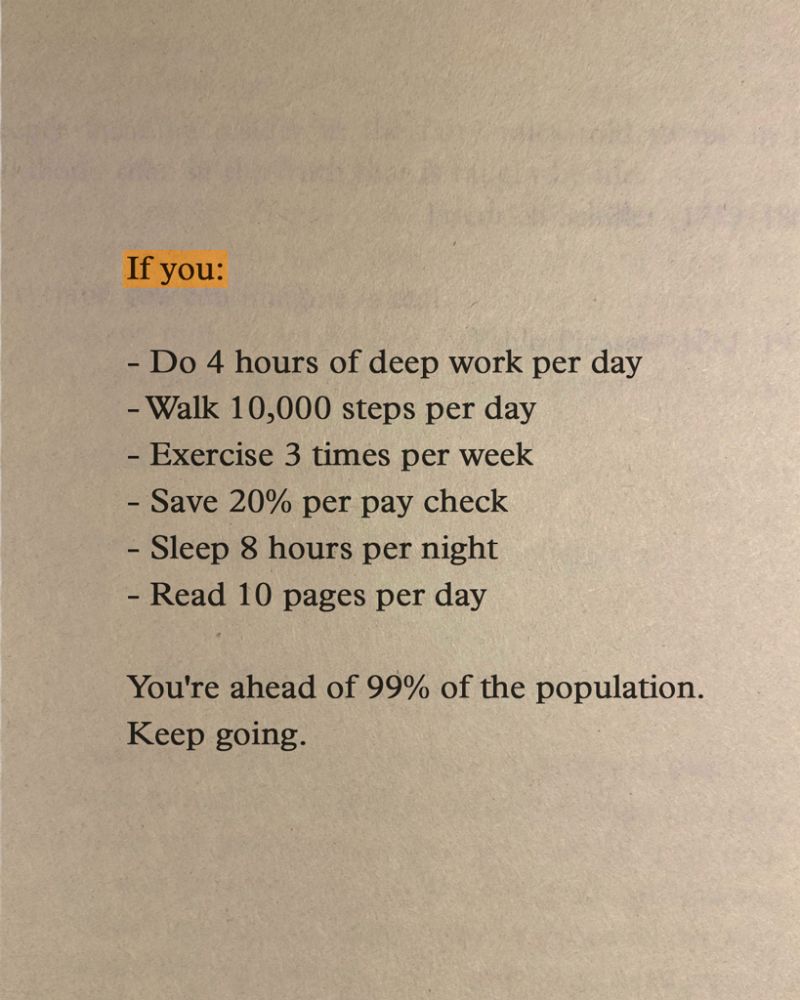 If you:
- Do 4 hours of deep work per day
- Walk 10,000 steps per day
- Exercise 3 times per week
- Save 20% per pay check
- Sleep 8 hours per night
- Read 10 pages per day
You're ahead of 99% of the population.
Keep going.